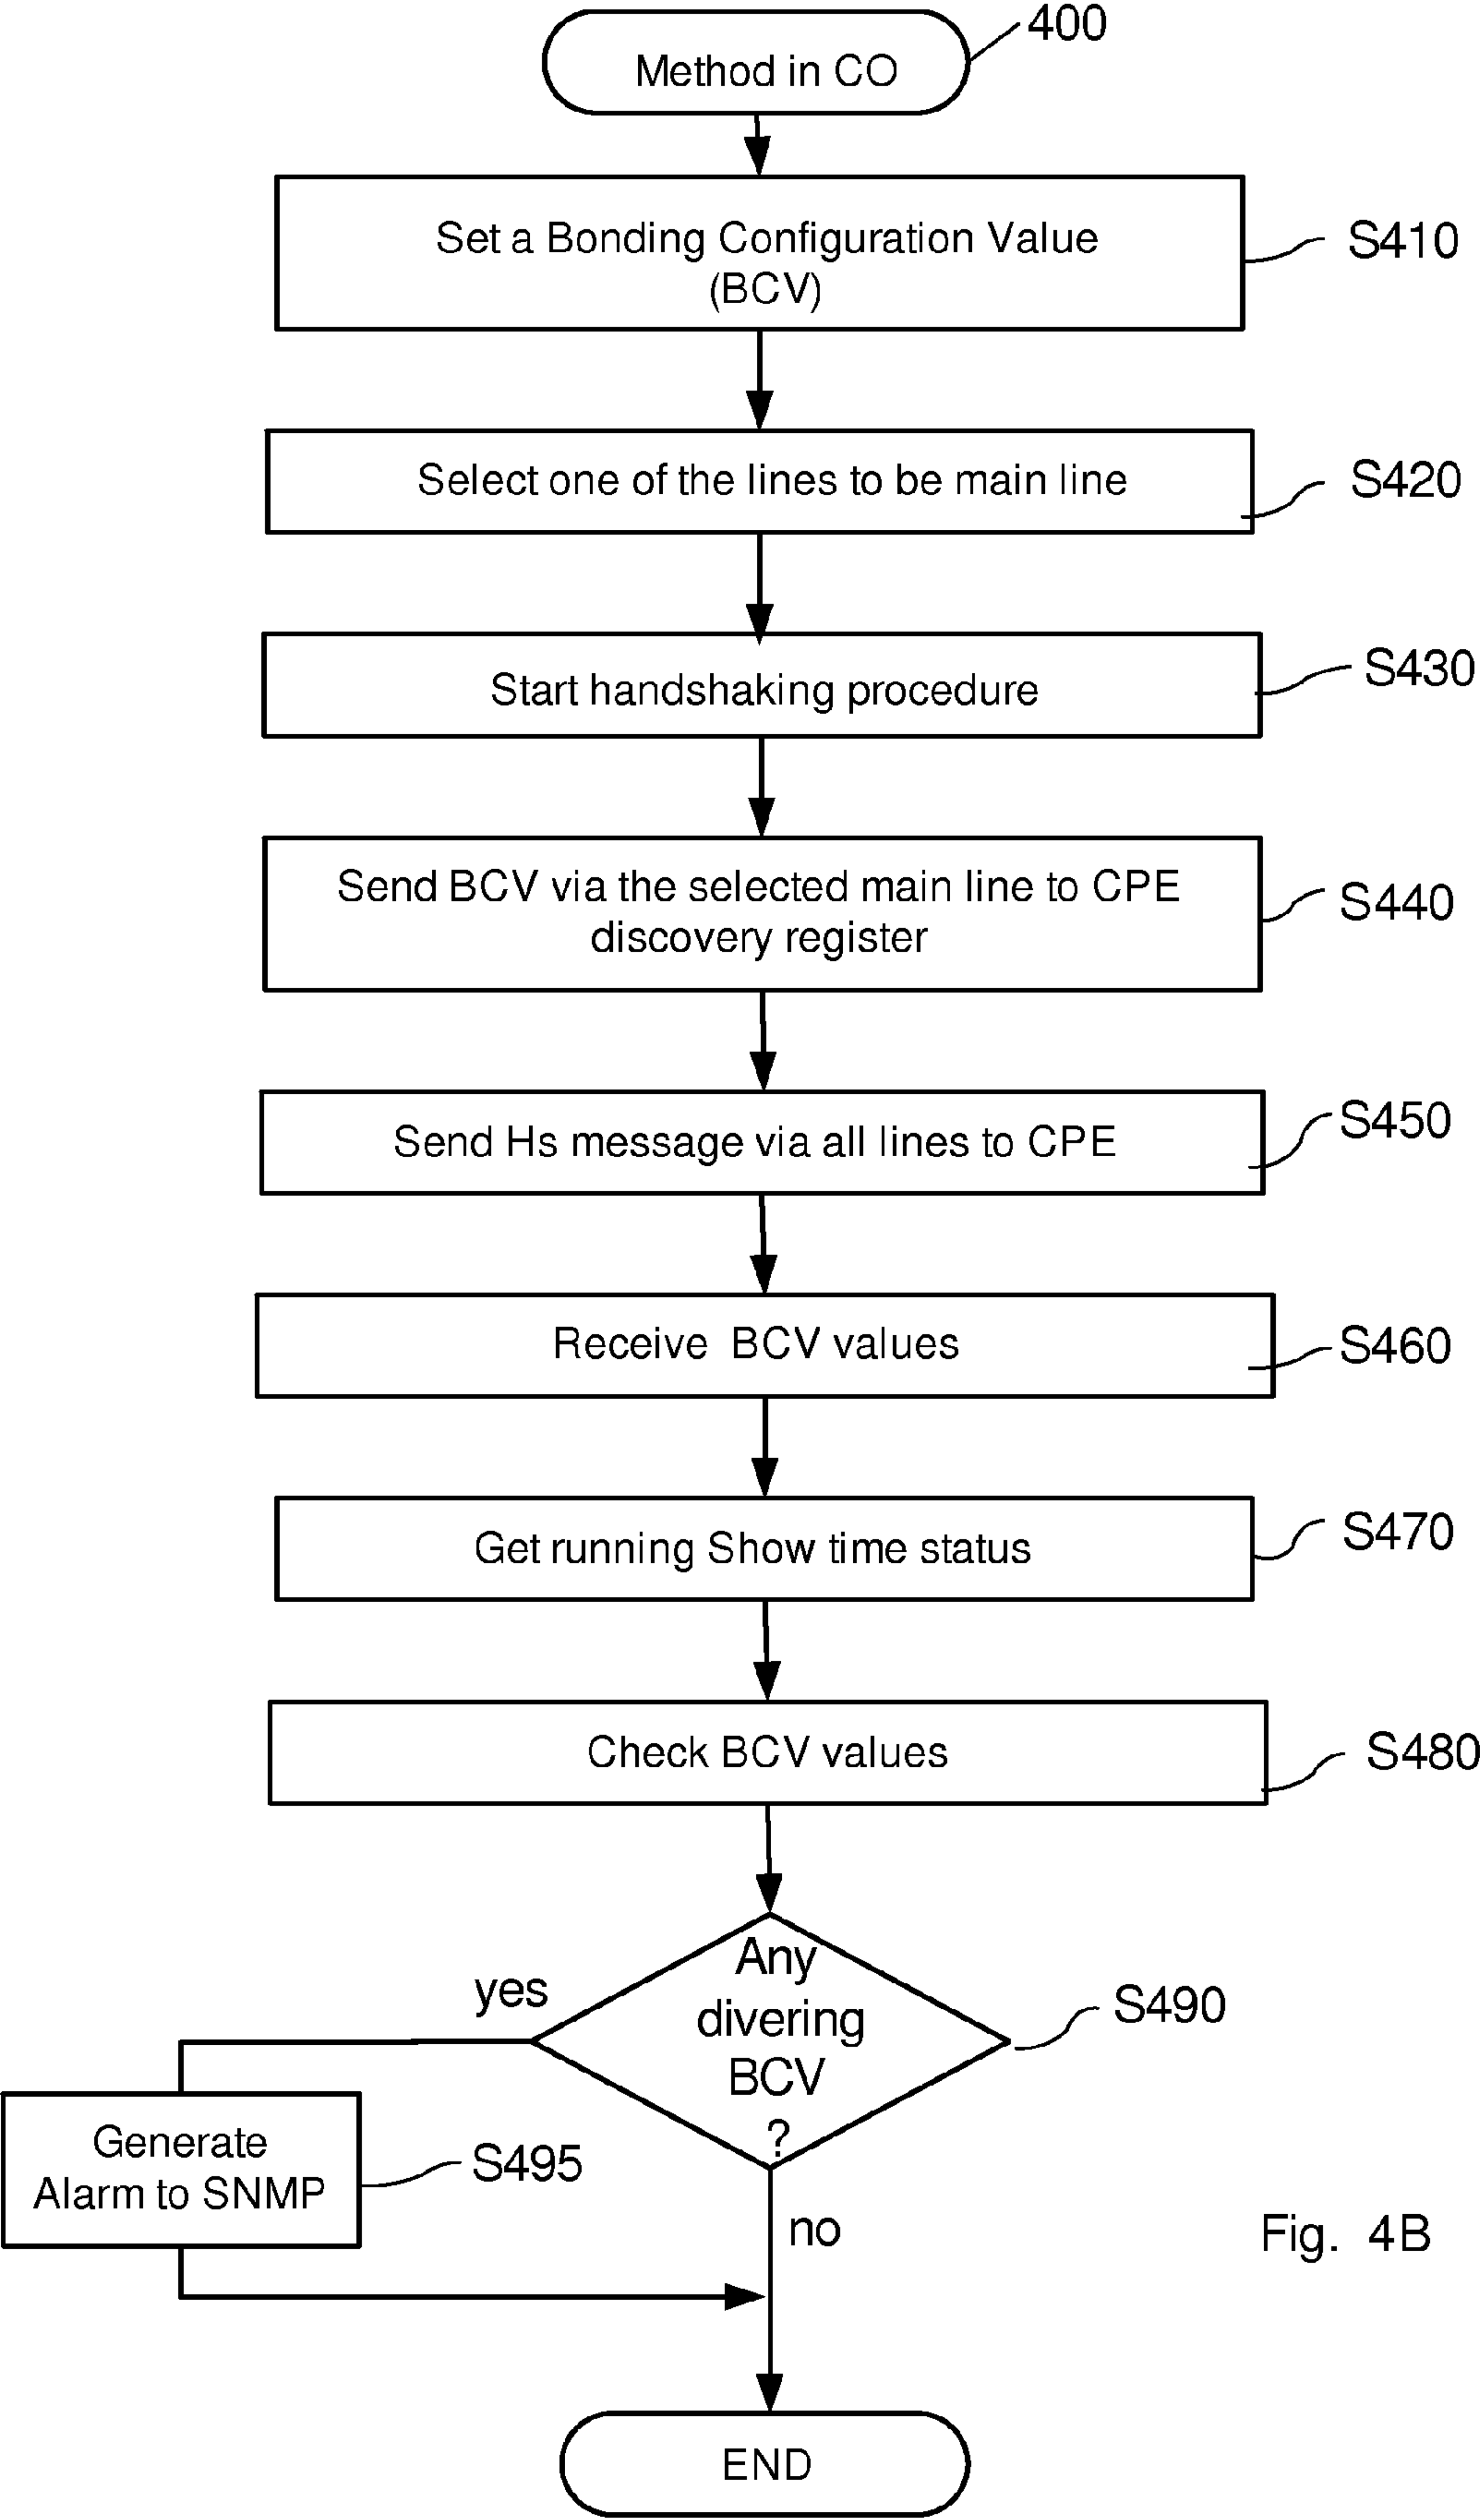 400
Method in CO
Set a Bonding Configuration Value
(BCV)
S410
Select one of the lines to be main line
S420
Start handshaking procedure
S430
Send BCV via the selected main line to CPE
discovery register
S440
Send Hs message via all lines to CPE
S450
Receive BCV values
S460
Get running Show time status
S470
Check BCV values
S480
Any
divering
BCV
?
yes
S490
Generate
Alarm to SNMP
S495
no
Fig. 4B
END